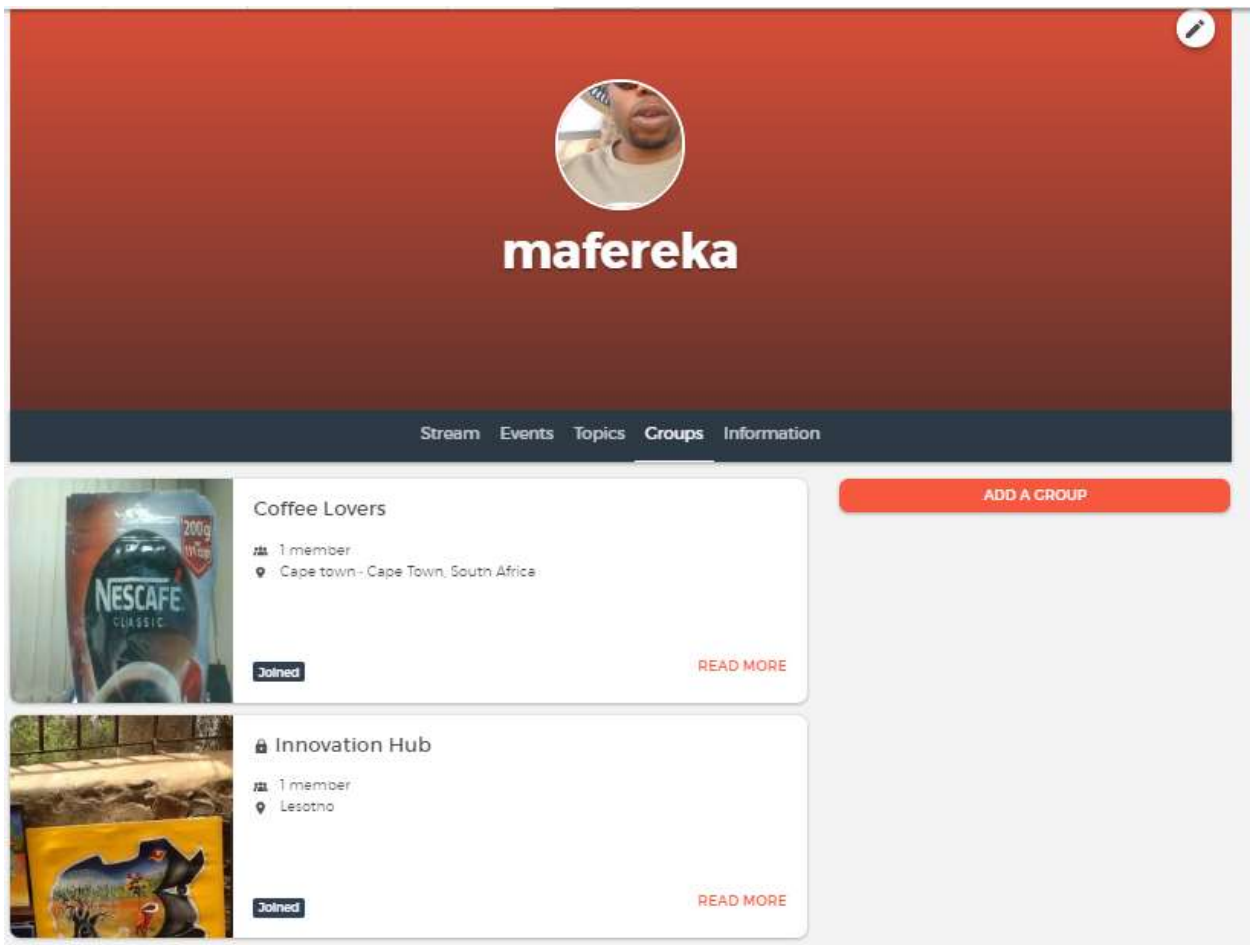 mafereka
Stream Events Topics Groups Information
Coffee Lovers
1 member
Cape town - Cape Town, South Africa
Joined
READ MORE
200g
NESCAFÉ
CLASSIC
ADD A GROUP
Innovation Hub
1 member
Lesotho
Joined
READ MORE